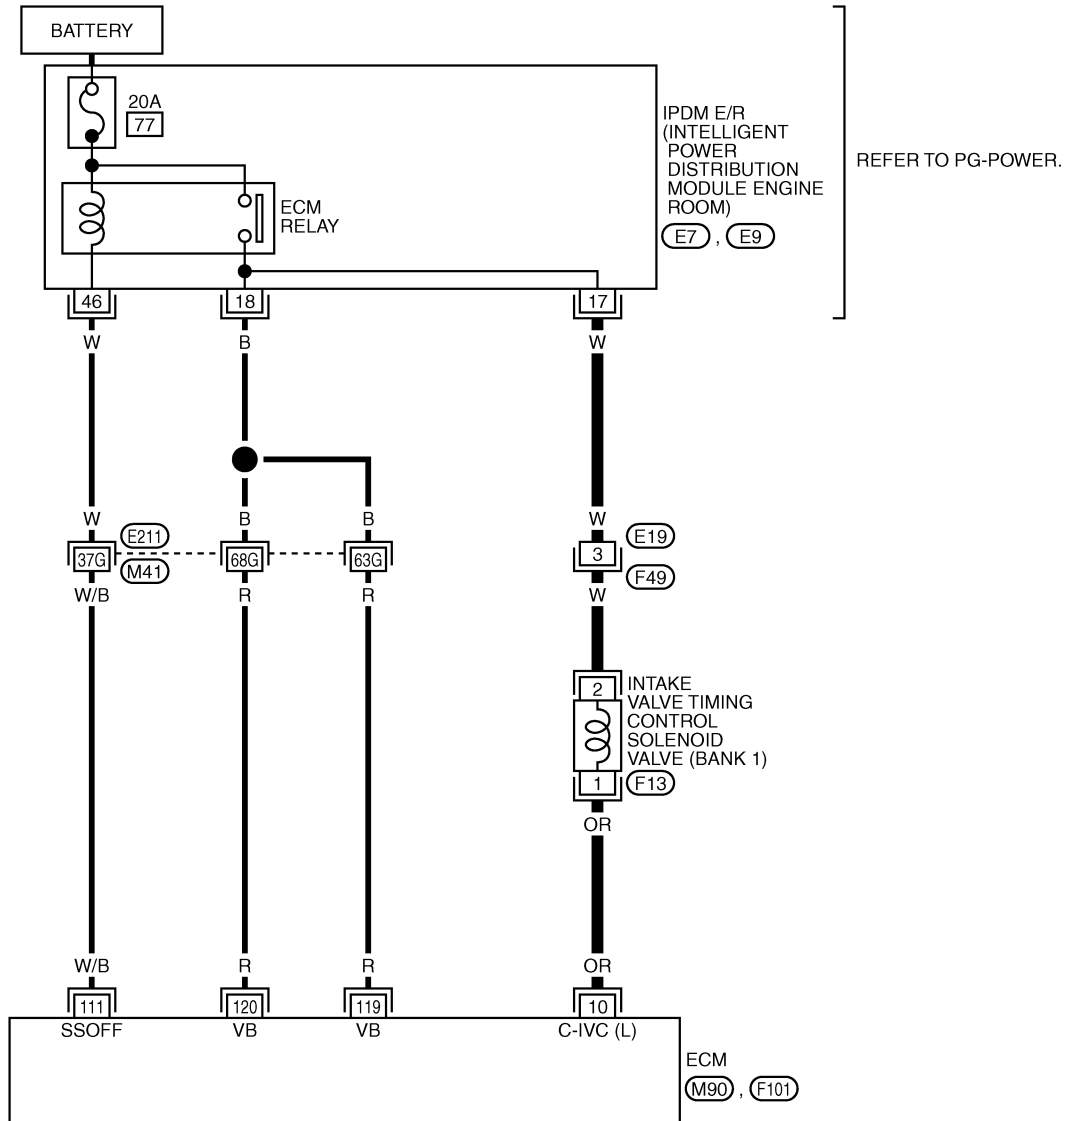 BATTERY
20A
77
IPDM E/R
(INTELLIGENT
POWER
DISTRIBUTION
MODULE ENGINE
ROOM)
E7 , E9
REFER TO PG-POWER.
ECM
RELAY
46
18
17
W
B
W
W
B
B
W
E211
M41
37G
68G
63G
3
E19
F49
W/B
R
R
W
2
INTAKE
VALVE TIMING
CONTROL
SOLENOID
VALVE (BANK 1)
1
F13
OR
W/B
R
R
OR
111
120
119
10
SSOFF
VB
VB
C-IVC (L)
ECM
M90 , F101